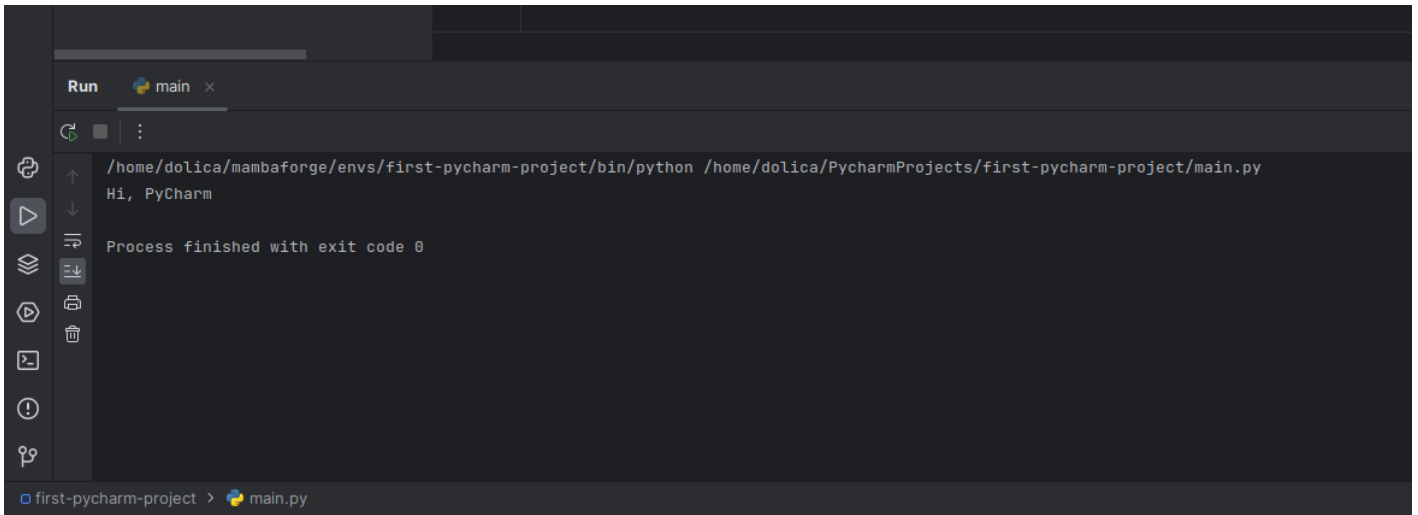 Run main
/home/dolica/mambaforge/envs/first-pycharm-project/bin/python /home/dolica/PycharmProjects/first-pycharm-project/main.py
Hi, PyCharm
Process finished with exit code 0
first-pycharm-project > main.py